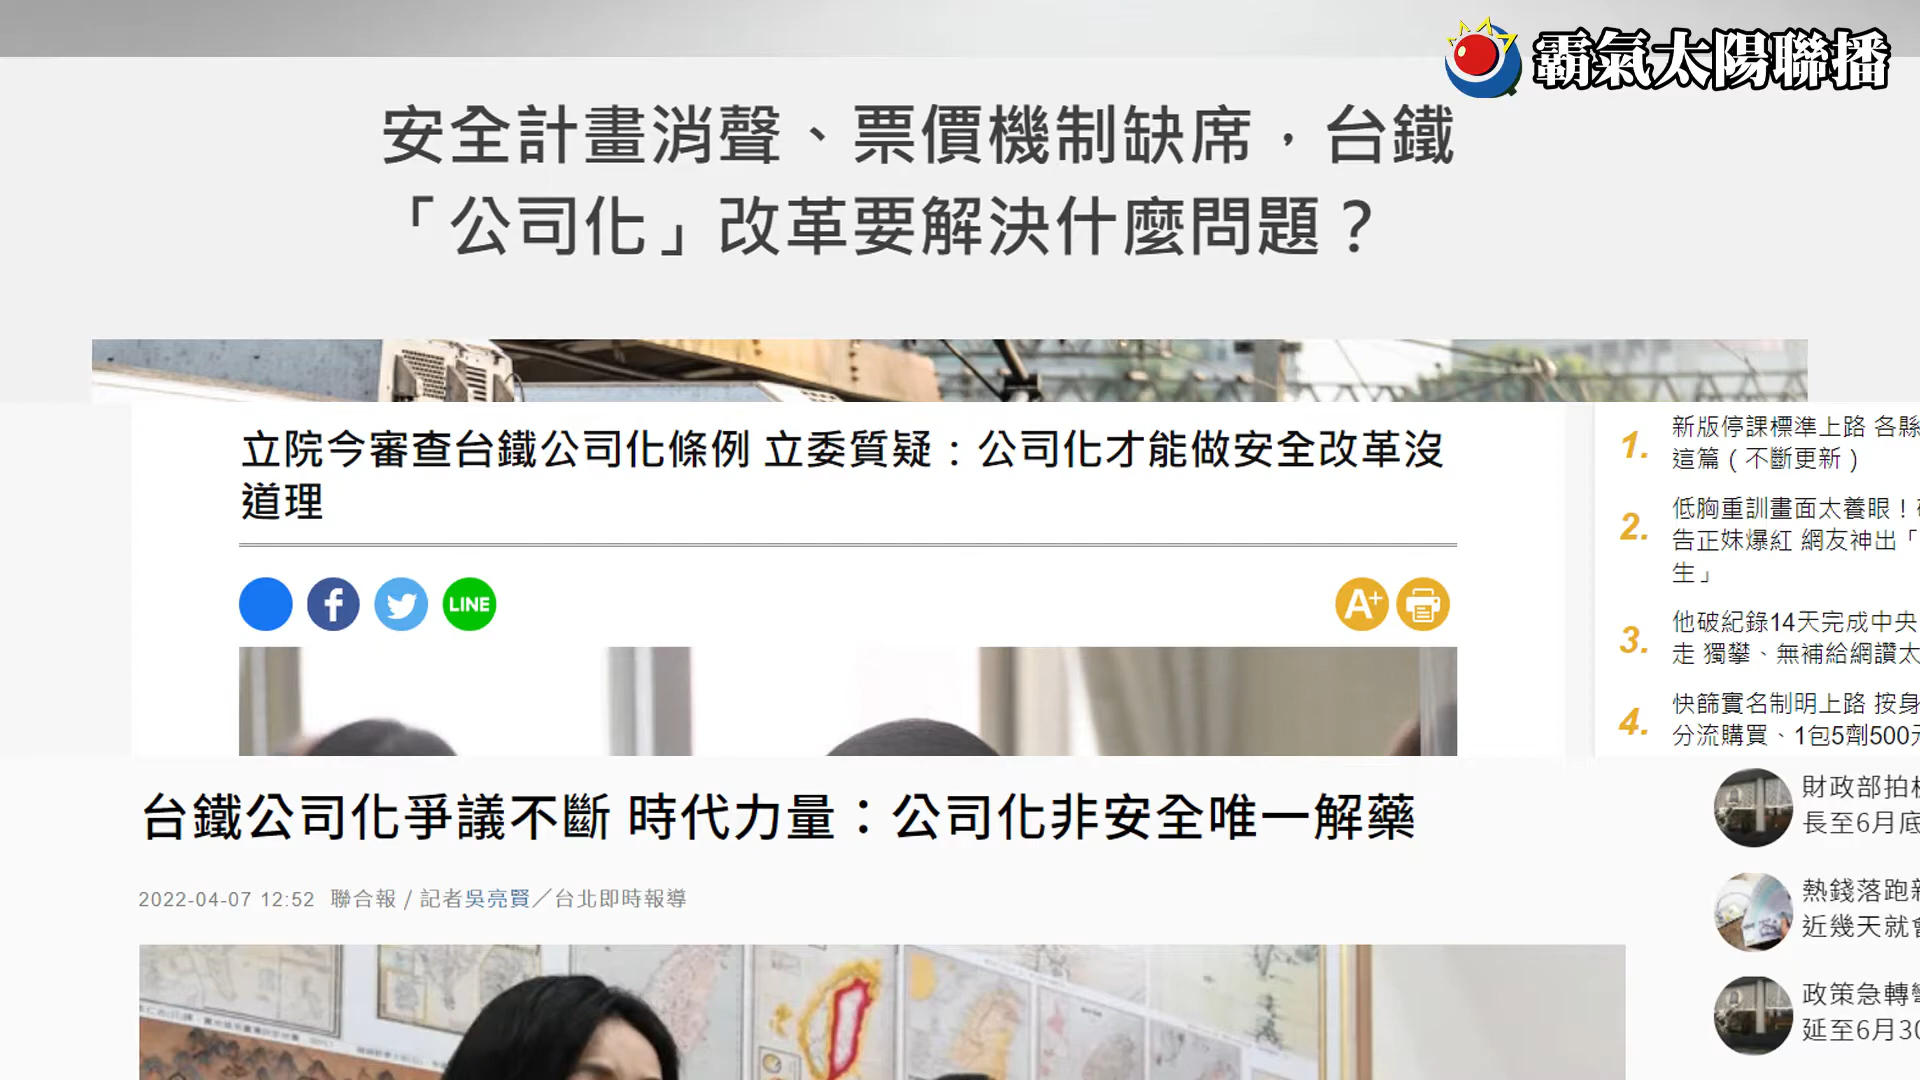 霸氣太陽聯播
安全計畫消聲、票價機制缺席，台鐵
「公司化」改革要解決什麼問題？
立院今審查台鐵公司化條例 立委質疑：公司化才能做安全改革沒
道理
LINE
A+
1.
新版停課標準上路 各縣
這篇（不斷更新）
2.
低胸重訓畫面太養眼！
告正妹爆紅 網友神出「
生」
3.
他破紀錄14天完成中央
走 獨攀、無補給網讚太
4.
快篩實名制明上路 按身
分流購買、1包5劑500元
台鐵公司化爭議不斷 時代力量：公司化非安全唯一解藥
2022-04-07 12:52 聯合報 / 記者吳亮賢／台北即時報導
財政部拍板
長至6月底
熱錢落跑新
近幾天就會
政策急轉彎
延至6月30